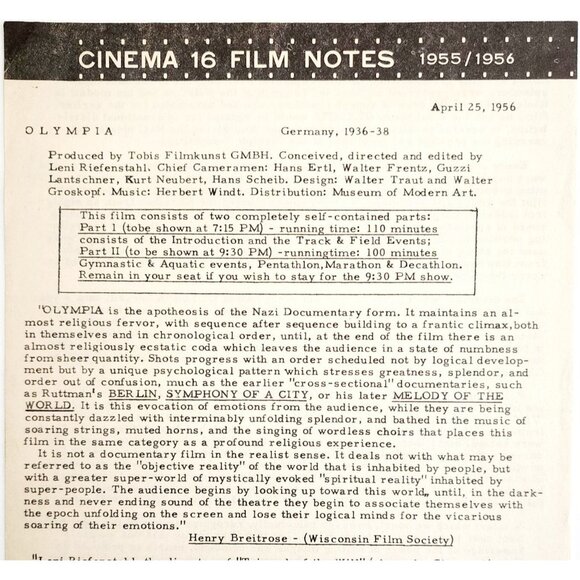 CINEMA 16 FILM NOTES 1955/1956
April 25, 1956
OLYMPIA Germany, 1936-38
Produced by Tobis Filmkunst GMBH. Conceived, directed and edited by
Leni Riefenstahl. Chief Cameramen: Hans Ertl, Walter Frentz, Guzzi
Lantschner, Kurt Neubert, Hans Scheib. Design: Walter Traut and Walter
Groskopf. Music: Herbert Windt. Distribution: Museum of Modern Art.
This film consists of two completely self-contained parts:
Part I (tobe shown at 7:15 PM) - running time: 110 minutes
consists of the Introduction and the Track & Field Events;
Part II (to be shown at 9:30 PM) -runningtime: 100 minutes
Gymnastic & Aquatic events, Pentathlon, Marathon & Decathlon.
Remain in your seat if you wish to stay for the 9:30 PM show.
"OLYMPIA is the apotheosis of the Nazi Documentary form. It maintains an al-
most religious fervor, with sequence after sequence building to a frantic climax, both
in themselves and in chronological order, until, at the end of the film there is an
almost religiously ecstatic coda which leaves the audience in a state of numbness
from sheer quantity. Shots progress with an order scheduled not by logical develop-
ment but by a unique psychological pattern which stresses greatness, splendor, and
order out of confusion, much as the earlier "cross-sectional" documentaries, such
as Ruttman's BERLIN, SYMPHONY OF A CITY, or his later MELODY OF THE
WORLD. It is this evocation of emotions from the audience, while they are being
constantly dazzled with interminably unfolding splendor, and bathed in the music of
soaring strings, muted horns, and the singing of wordless choirs that places this
film in the same category as a profound religious experience.
It is not a documentary film in the realist sense. It deals not with what may be
referred to as the "objective reality" of the world that is inhabited by people, but
with a greater super-world of mystically evoked "spiritual reality" inhabited by
super-people. The audience begins by looking up toward this world, until, in the dark-
ness and never ending sound of the theatre they begin to associate themselves with
the epoch unfolding on the screen and lose their logical minds for the vicarious
soaring of their emotions."
Henry Breitrose - (Wisconsin Film Society)